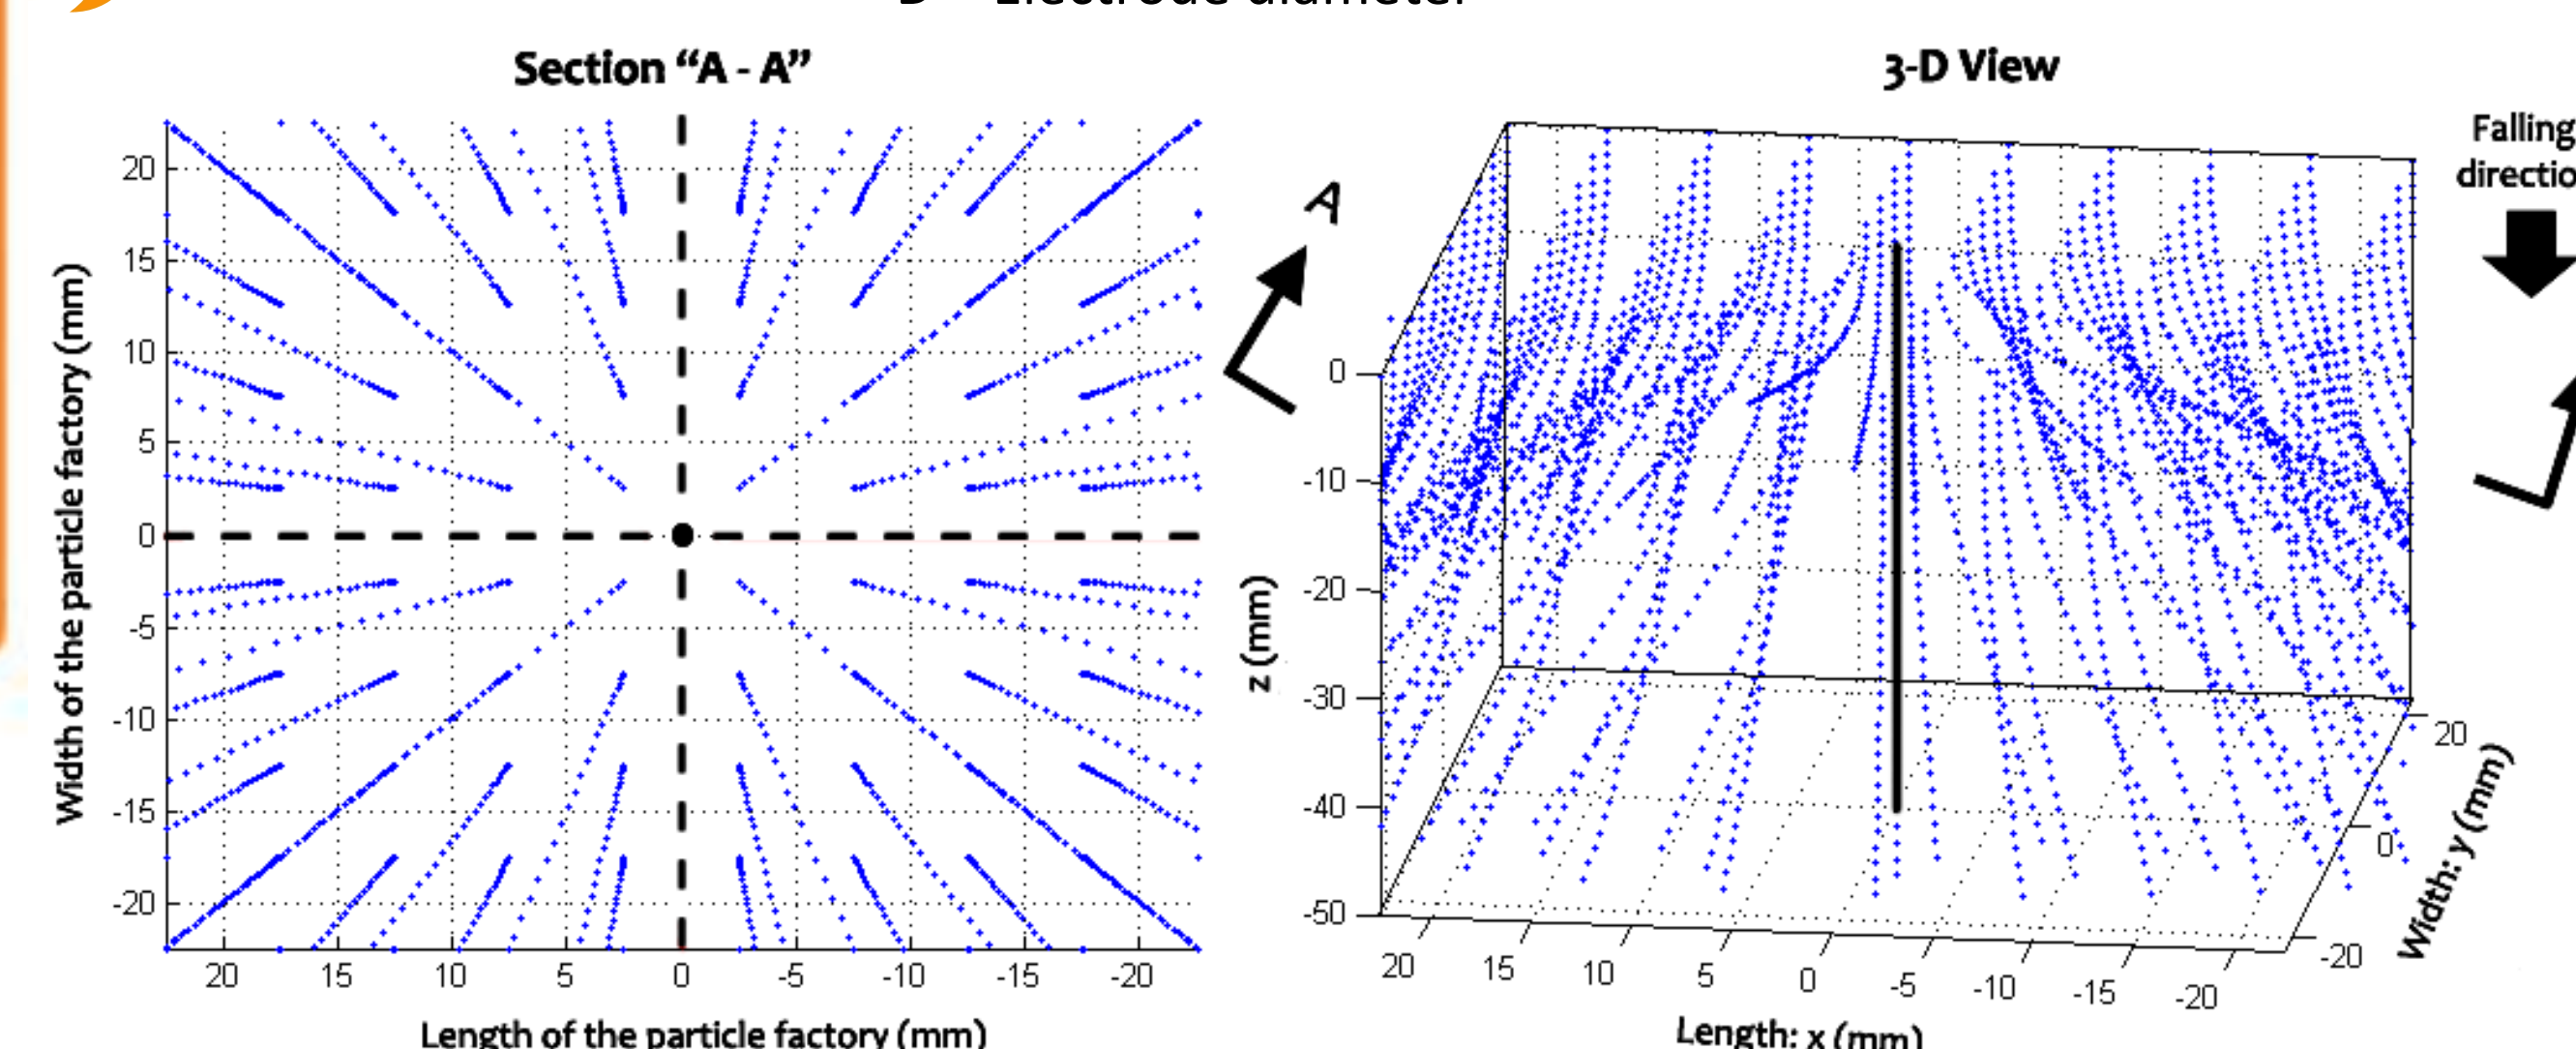 Electrode diameter
Section “A - A”
Width of the particle factory (mm)
20
15
10
5
0
-5
-10
-15
-20
20 15 10 5 0 -5 -10 -15 -20
Length of the particle factory (mm)
3-D View
A
Falling
z (mm)
0
-10
-20
-30
-40
-50
20 15 10 5 0 -5 -10 -15 -20
Length: x (mm)
20
0
-20
Width: y (mm)